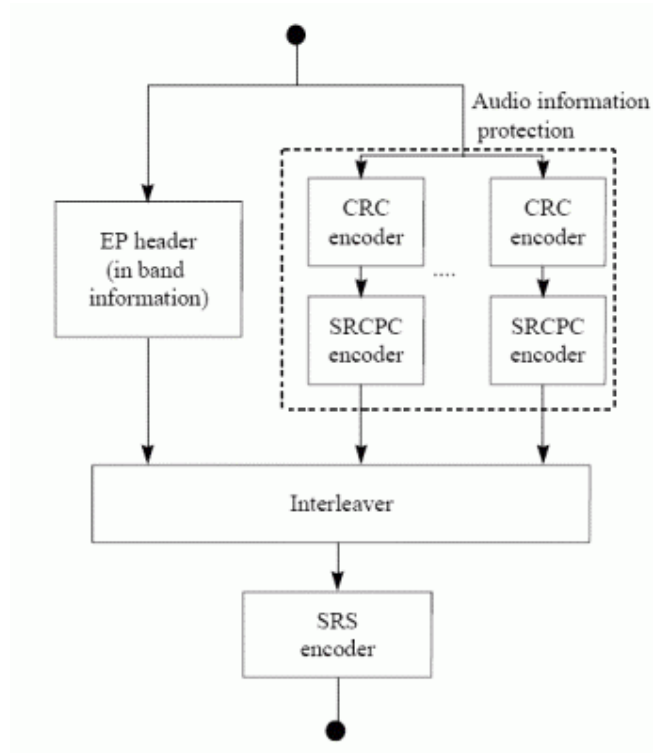 Audio information
protection
EP header
(in band
information)
CRC
encoder
CRC
encoder
....
SRCPC
encoder
SRCPC
encoder
Interleaver
SRS
encoder